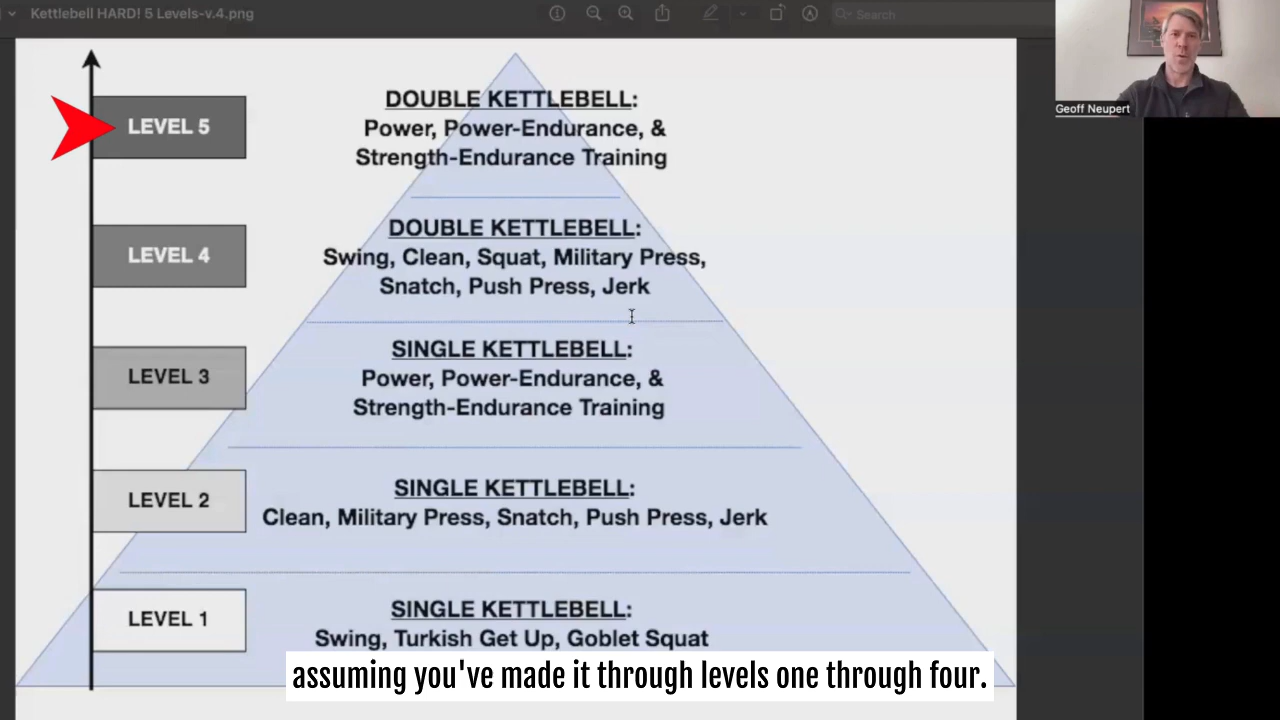 Kettlebell HARD! 5 Levels-v.4.png
Search
Geoff Neupert
LEVEL 5
DOUBLE KETTLEBELL:
Power, Power-Endurance, &
Strength-Endurance Training
LEVEL 4
DOUBLE KETTLEBELL:
Swing, Clean, Squat, Military Press,
Snatch, Push Press, Jerk
LEVEL 3
SINGLE KETTLEBELL:
Power, Power-Endurance, &
Strength-Endurance Training
LEVEL 2
SINGLE KETTLEBELL:
Clean, Military Press, Snatch, Push Press, Jerk
LEVEL 1
SINGLE KETTLEBELL:
Swing, Turkish Get Up, Goblet Squat
assuming you've made it through levels one through four.